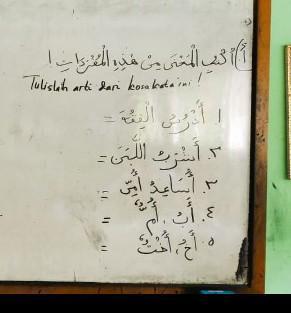 أ) أُكْتُبِ الْمَعْنَى مِنْ هٰذِهِ الْمُفْرَدَاتِ !
Tulislah arti dari kosakata ini !
١. أَدْرُسُ الْفِقْهَ =
٢. أَشْرَبُ اللَّبَنَ =
٣. أُسَاعِدُ أُمِّيْ =
٤. أَبٌ ، أُمٌّ =
٥. أَخٌ ، أُخْتٌ =